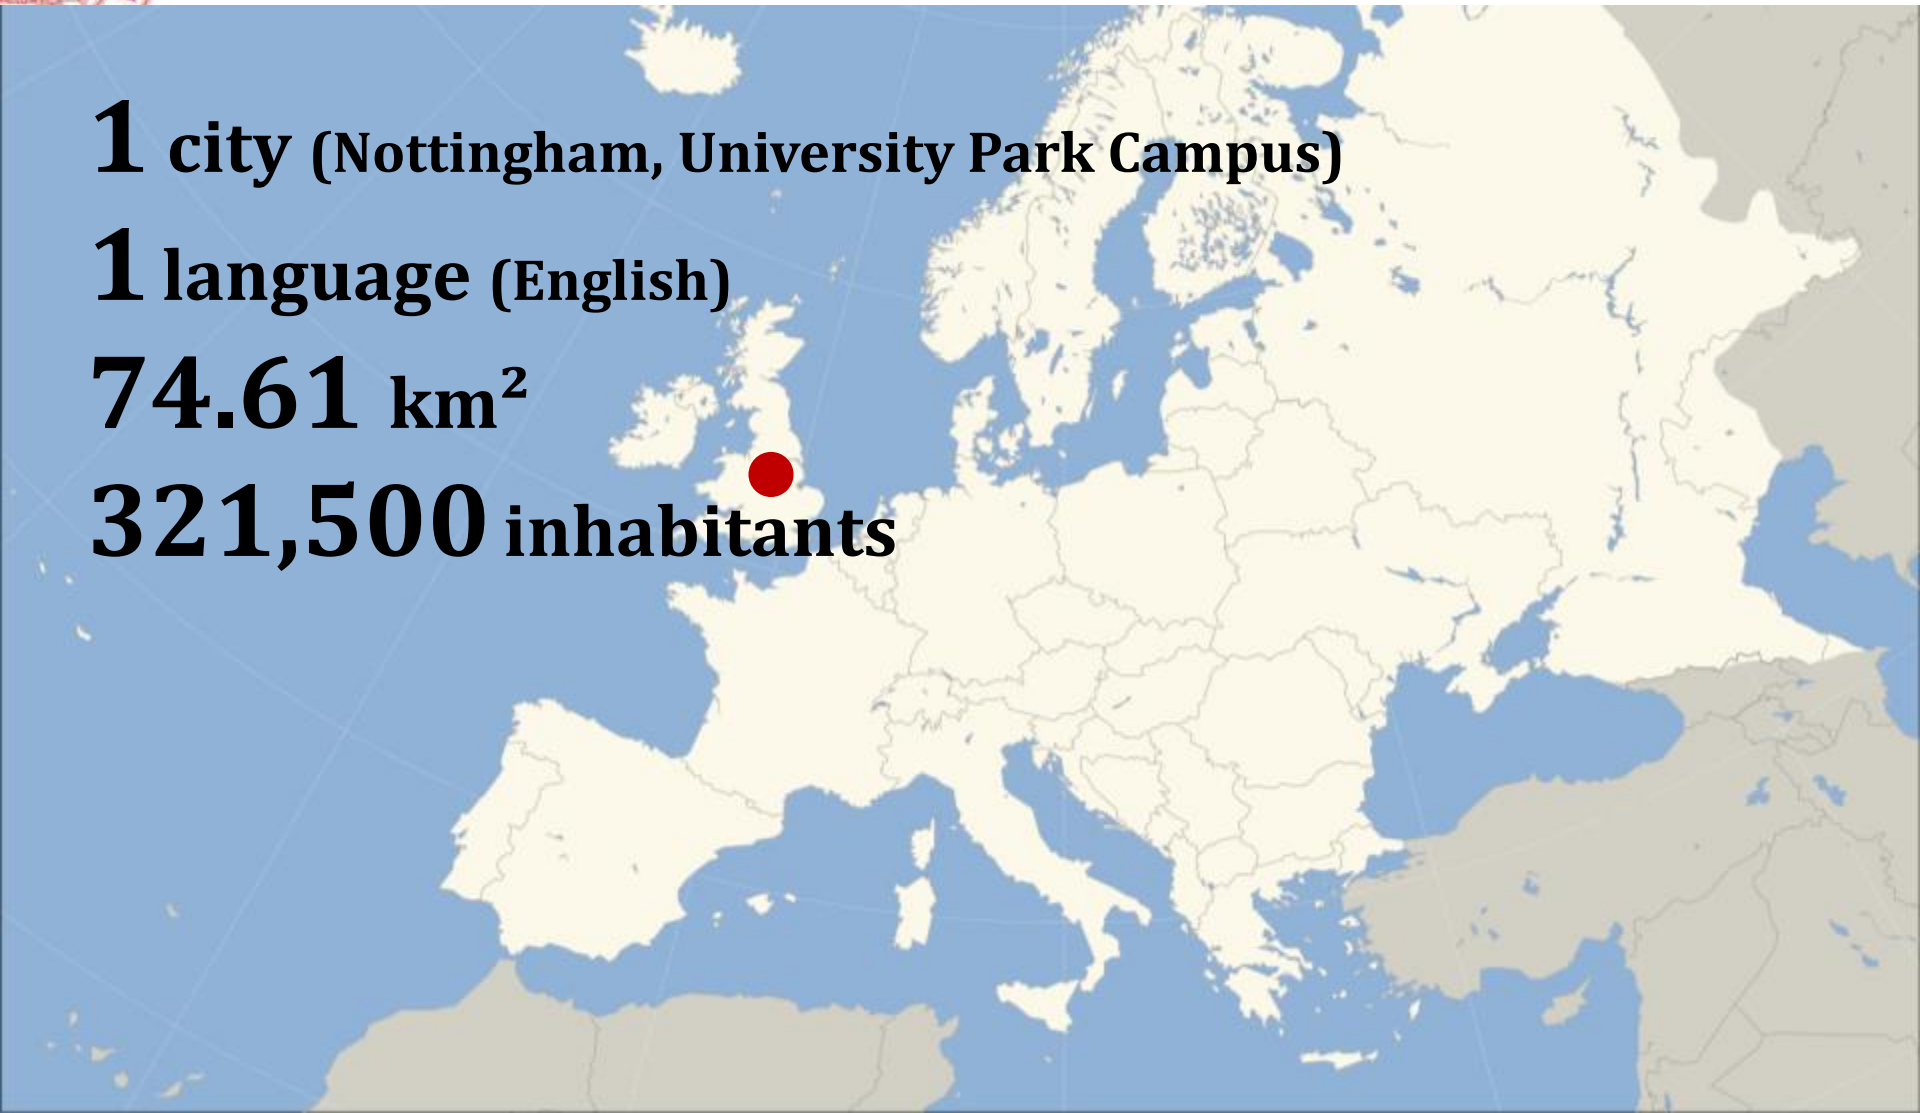 1 city (Nottingham, University Park Campus)
1 language (English)
74.61 km²
321,500 inhabitants